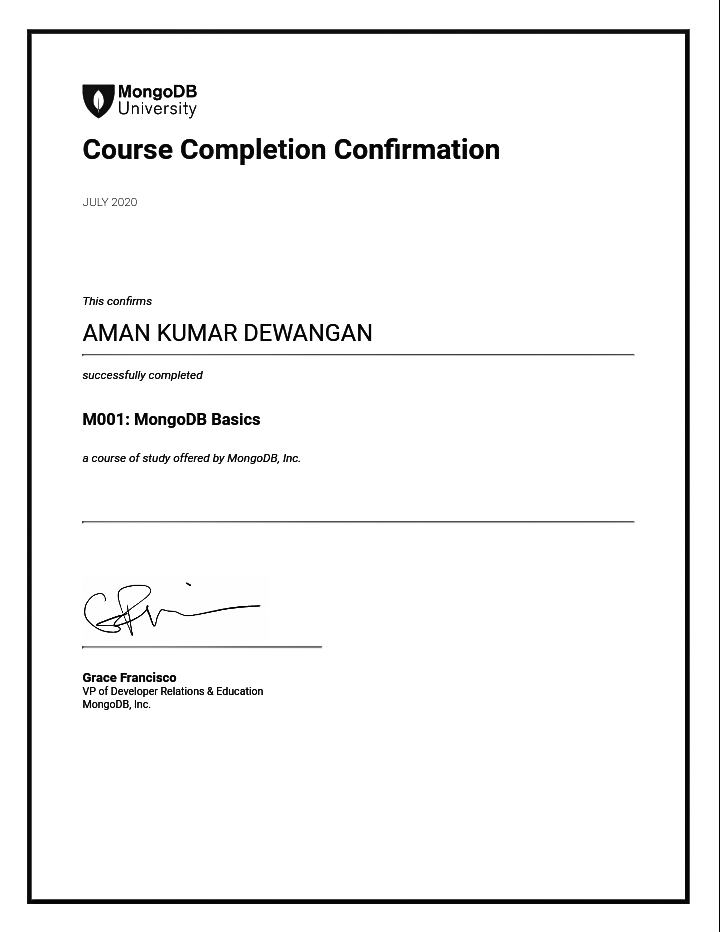 MongoDB
University
Course Completion Confirmation
JULY 2020
This confirms
AMAN KUMAR DEWANGAN
successfully completed
M001: MongoDB Basics
a course of study offered by MongoDB, Inc.
Grace Francisco
VP of Developer Relations & Education
MongoDB, Inc.